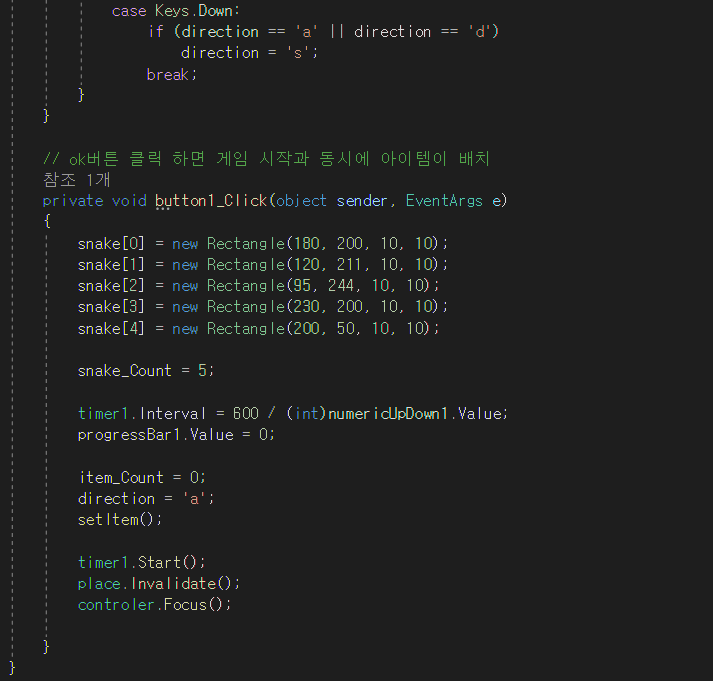 case Keys.Down:
if (direction == 'a' || direction == 'd')
direction = 's';
break;
}
}
// ok버튼 클릭 하면 게임 시작과 동시에 아이템이 배치
참조 1개
private void button1_Click(object sender, EventArgs e)
{
snake[0] = new Rectangle(180, 200, 10, 10);
snake[1] = new Rectangle(120, 211, 10, 10);
snake[2] = new Rectangle(95, 244, 10, 10);
snake[3] = new Rectangle(230, 200, 10, 10);
snake[4] = new Rectangle(200, 50, 10, 10);
snake_Count = 5;
timer1.Interval = 600 / (int)numericUpDown1.Value;
progressBar1.Value = 0;
item_Count = 0;
direction = 'a';
setItem();
timer1.Start();
place.Invalidate();
controler.Focus();
}
}